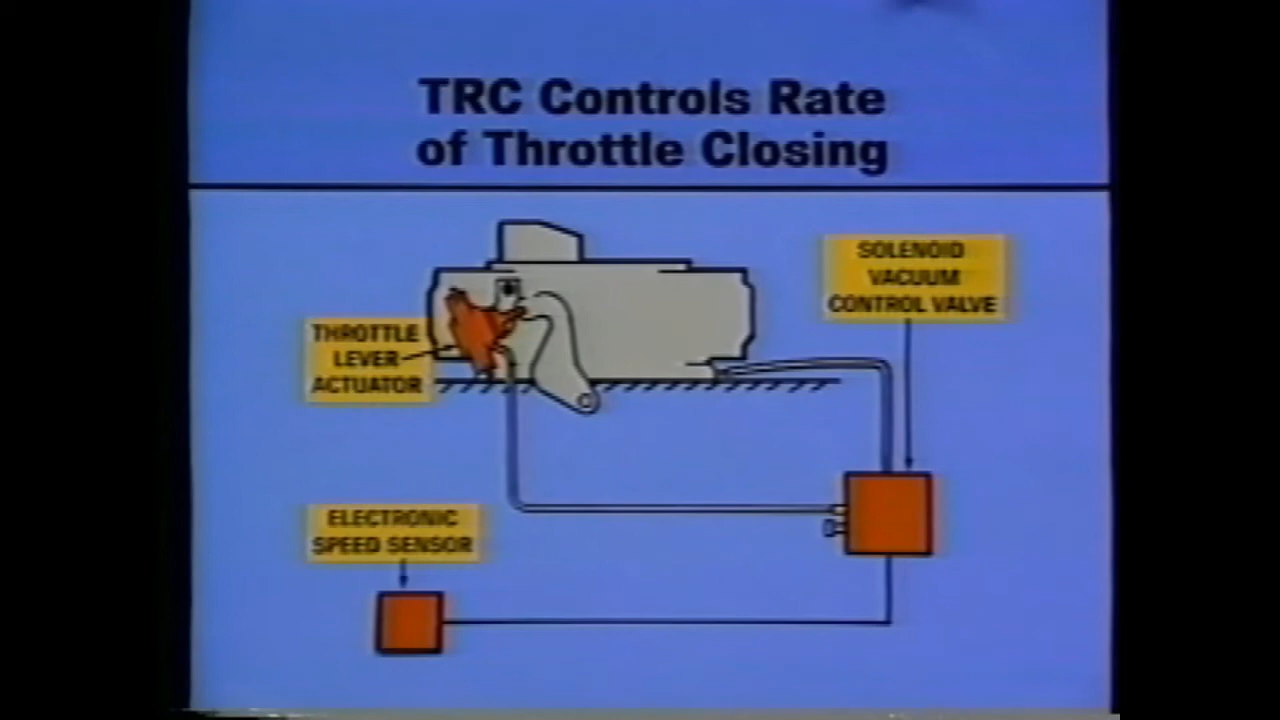 TRC Controls Rate
of Throttle Closing
SOLENOID
VACUUM
CONTROL VALVE
THROTTLE
LEVER
ACTUATOR
ELECTRONIC
SPEED SENSOR